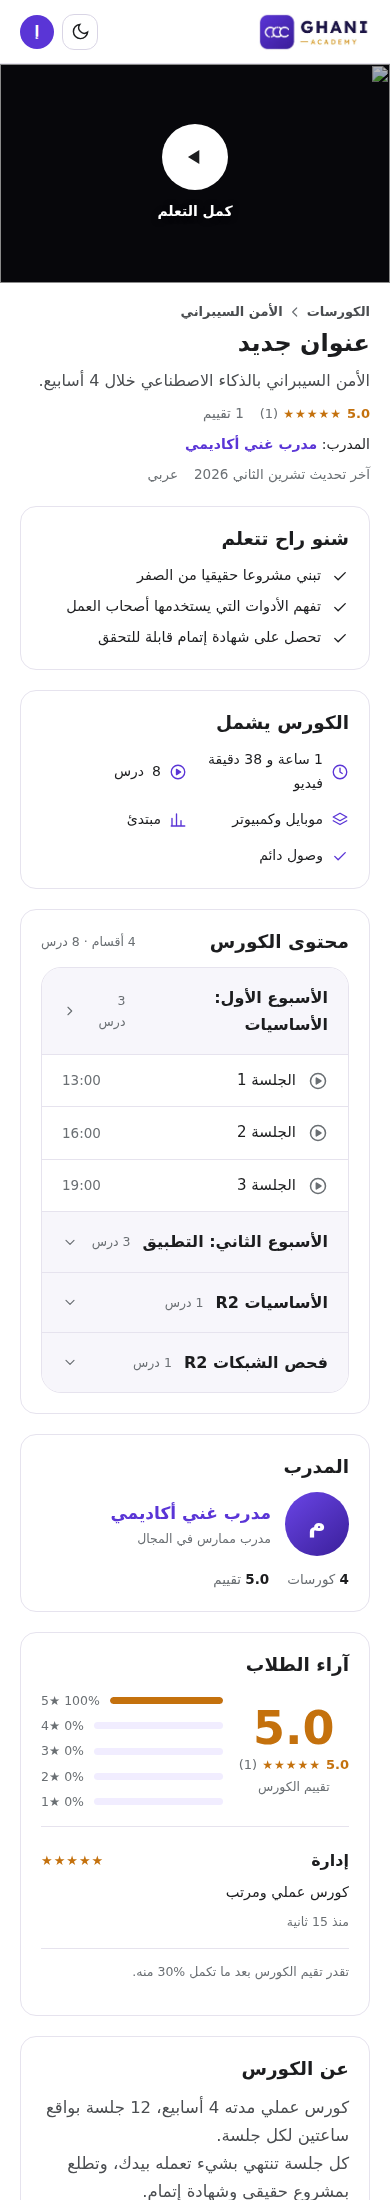 GHANI
ACADEMY
إ
كمل التعلم
الكورسات
الأمن السيبراني
عنوان جديد
الأمن السيبراني بالذكاء الاصطناعي خلال 4 أسابيع.
5.0 ★★★★★ (1) 1 تقييم
المدرب: مدرب غني أكاديمي
آخر تحديث تشرين الثاني 2026 عربي
شنو راح تتعلم
تبني مشروعا حقيقيا من الصفر
تفهم الأدوات التي يستخدمها أصحاب العمل
تحصل على شهادة إتمام قابلة للتحقق
الكورس يشمل
1 ساعة و 38 دقيقة فيديو
8 درس
موبايل وكمبيوتر
مبتدئ
وصول دائم
محتوى الكورس
4 أقسام · 8 درس
الأسبوع الأول: الأساسيات
3 درس
الجلسة 1 13:00
الجلسة 2 16:00
الجلسة 3 19:00
الأسبوع الثاني: التطبيق 3 درس
الأساسيات R2 1 درس
فحص الشبكات R2 1 درس
المدرب
م
مدرب غني أكاديمي
مدرب ممارس في المجال
4 كورسات 5.0 تقييم
آراء الطلاب
5.0
5.0 ★★★★★ (1)
تقييم الكورس
5★ 100%
4★ 0%
3★ 0%
2★ 0%
1★ 0%
إدارة ★★★★★
كورس عملي ومرتب
منذ 15 ثانية
تقدر تقيم الكورس بعد ما تكمل 30% منه.
عن الكورس
كورس عملي مدته 4 أسابيع، 12 جلسة بواقع
ساعتين لكل جلسة.
كل جلسة تنتهي بشيء تعمله بيدك، وتطلع
بمشروع حقيقي وشهادة إتمام.